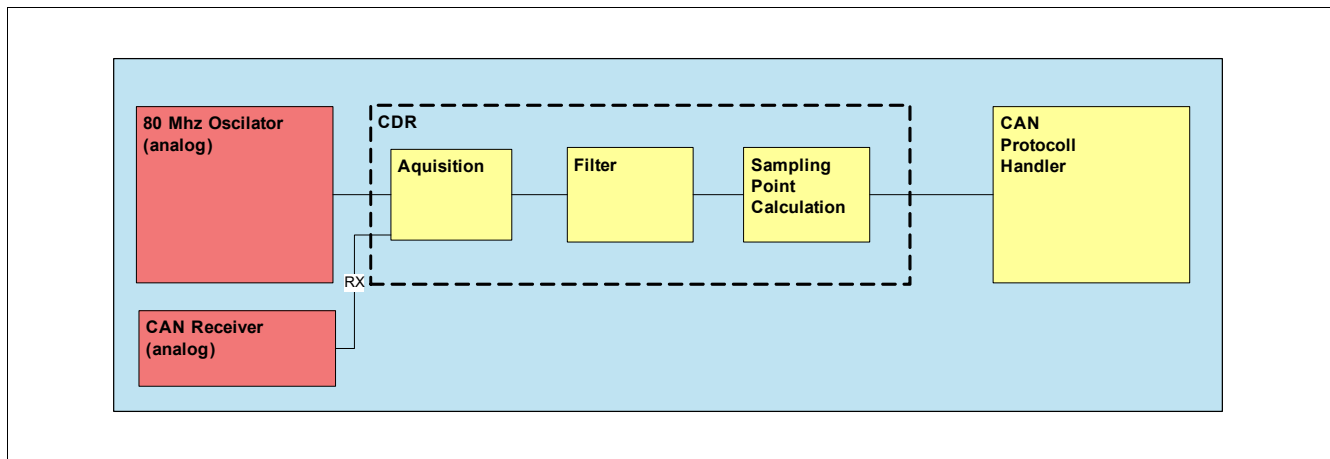 80 Mhz Oscilator
(analog)
CDR
Aquisition
Filter
Sampling
Point
Calculation
CAN
Protocoll
Handler
RX
CAN Receiver
(analog)